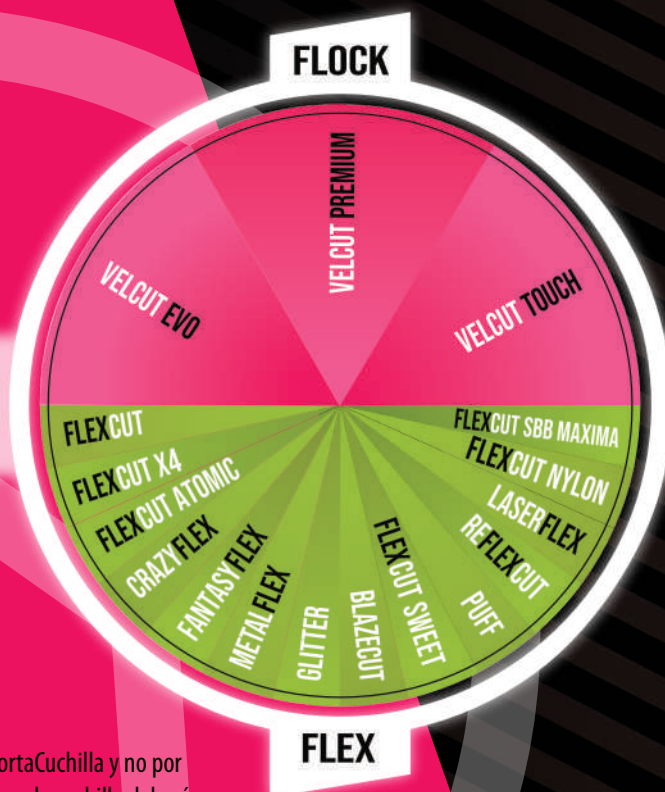 FLOCK
VELCUT EVO
VELCUT PREMIUM
VELCUT TOUCH
FLEXCUT
FLEXCUT X4
FLEXCUT ATOMIC
CRAZYFLEX
FANTASYFLEX
METALFLEX
GLITTER
BLAZECUT
FLEXCUT SWEET
PUFF
REFLEXCUT
LASERFLEX
FLEXCUT NYLON
FLEXCUT SBB MAXIMA
FLEX
ortaCuchilla y no por